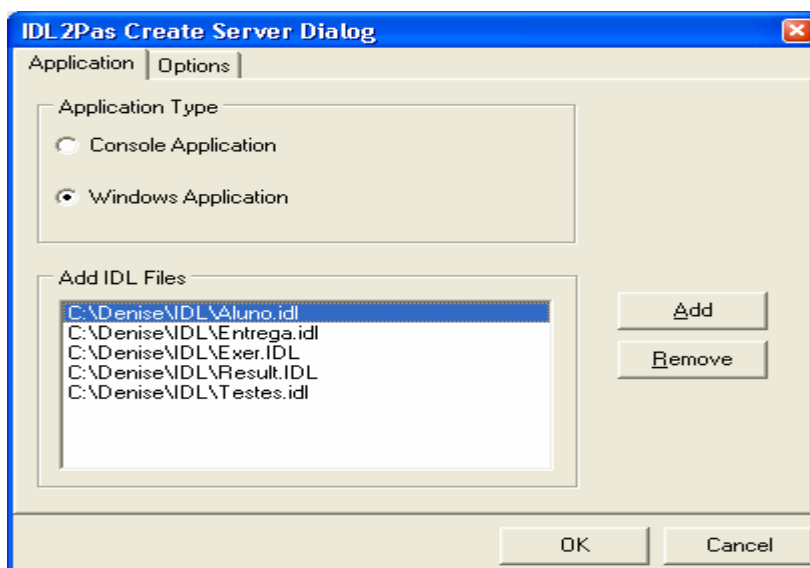 IDL2Pas Create Server Dialog
Application Options
Application Type
Console Application
Windows Application
Add IDL Files
C:\Denise\IDL\Aluno.idl
C:\Denise\IDL\Entrega.idl
C:\Denise\IDL\Exer.IDL
C:\Denise\IDL\Result.IDL
C:\Denise\IDL\Testes.idl
Add
Remove
OK Cancel